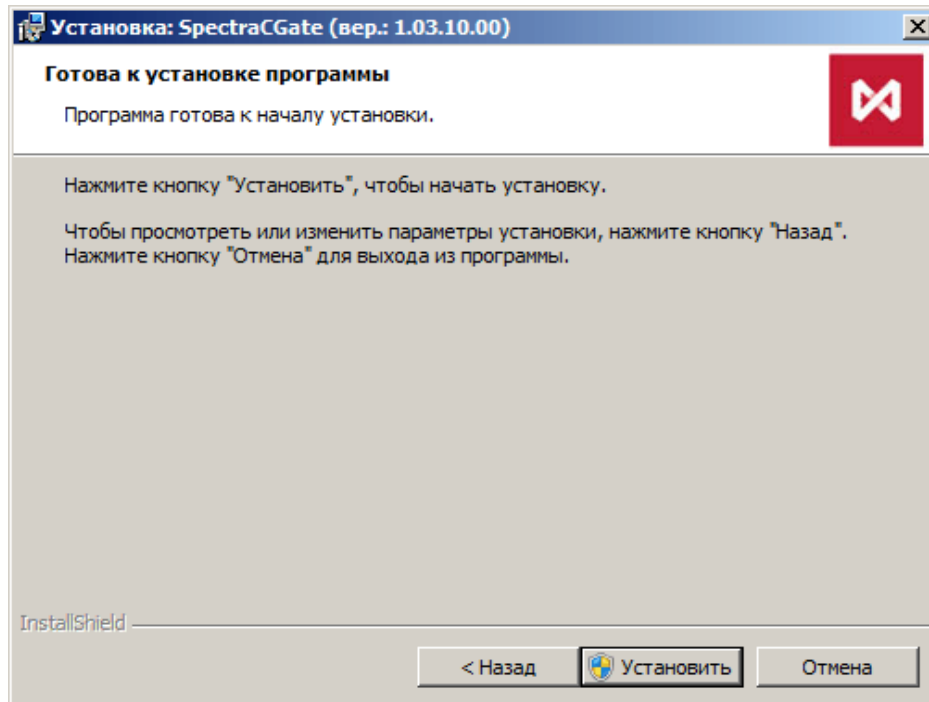 Установка: SpectraCGate (вер.: 1.03.10.00)
Готова к установке программы
Программа готова к началу установки.
Нажмите кнопку "Установить", чтобы начать установку.
Чтобы просмотреть или изменить параметры установки, нажмите кнопку "Назад".
Нажмите кнопку "Отмена" для выхода из программы.
InstallShield
< Назад
Установить
Отмена